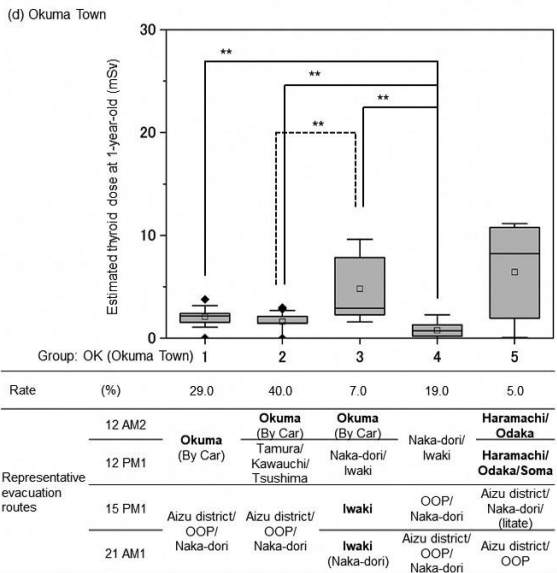 (d) Okuma Town
Estimated thyroid dose at 1-year-old (mSv)
30
20
10
0
**
**
**
**
Group: OK (Okuma Town) 1 2 3 4 5
Rate (%) 29.0 40.0 7.0 19.0 5.0
Representative
evacuation
routes
12 AM2
12 PM1
15 PM1
21 AM1
Okuma
(By Car)
Aizu district/
OOP/
Naka-dori
Okuma
(By Car)
Tamura/
Kawauchi/
Tsushima
Aizu district/
OOP/
Naka-dori
Okuma
(By Car)
Naka-dori/
Iwaki
Iwaki
Iwaki
(Naka-dori)
Naka-dori/
Iwaki
OOP/
Naka-dori
Aizu district/
OOP/
Naka-dori
Haramachi/
Odaka
Haramachi/
Odaka/Soma
Aizu district/
Naka-dori/
(Iitate)
Aizu district/
OOP